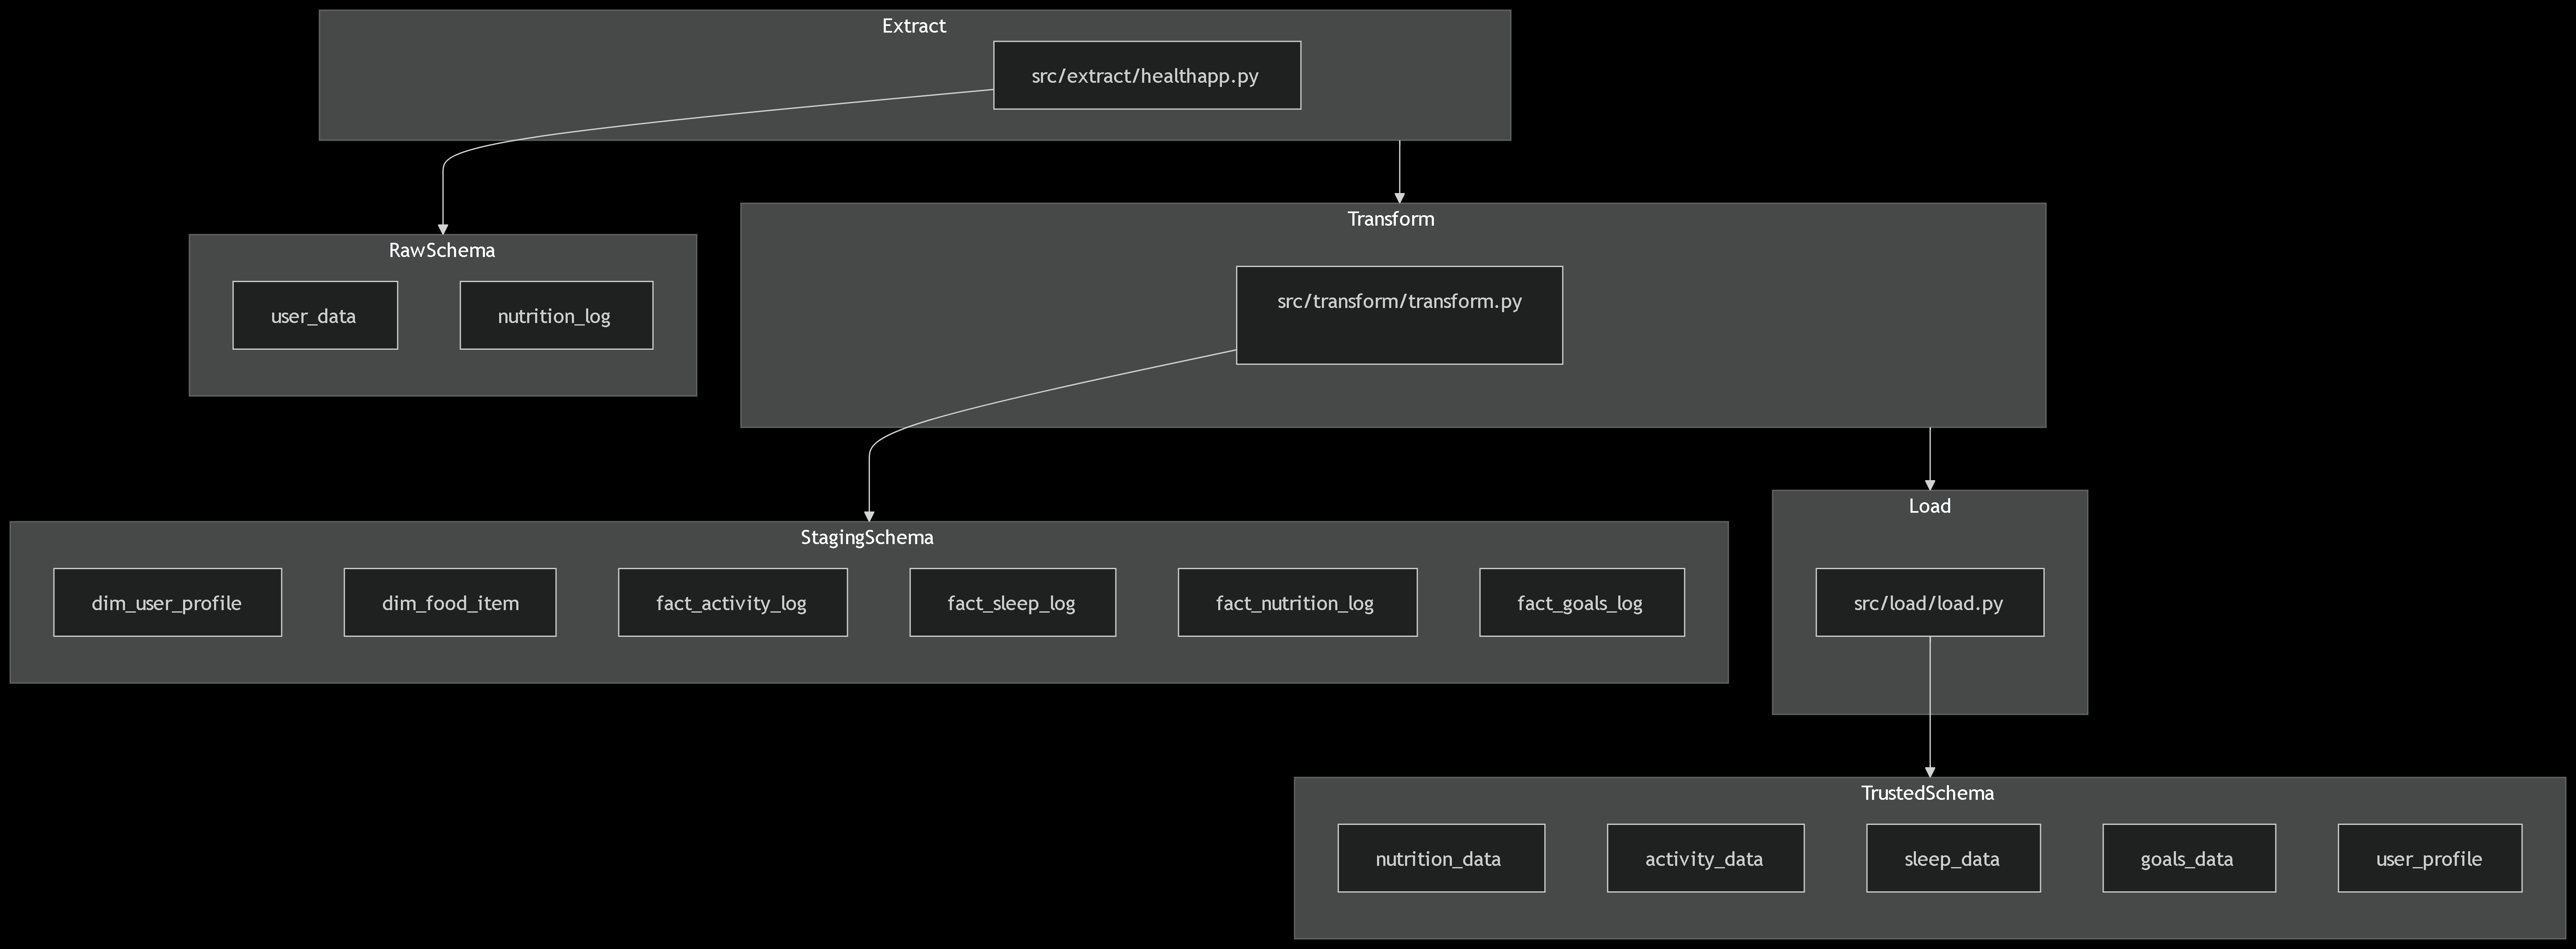 Extract
src/extract/healthapp.py
Transform
RawSchema
user_data
nutrition_log
src/transform/transform.py
Load
StagingSchema
dim_user_profile
dim_food_item
fact_activity_log
fact_sleep_log
fact_nutrition_log
fact_goals_log
src/load/load.py
TrustedSchema
nutrition_data
activity_data
sleep_data
goals_data
user_profile